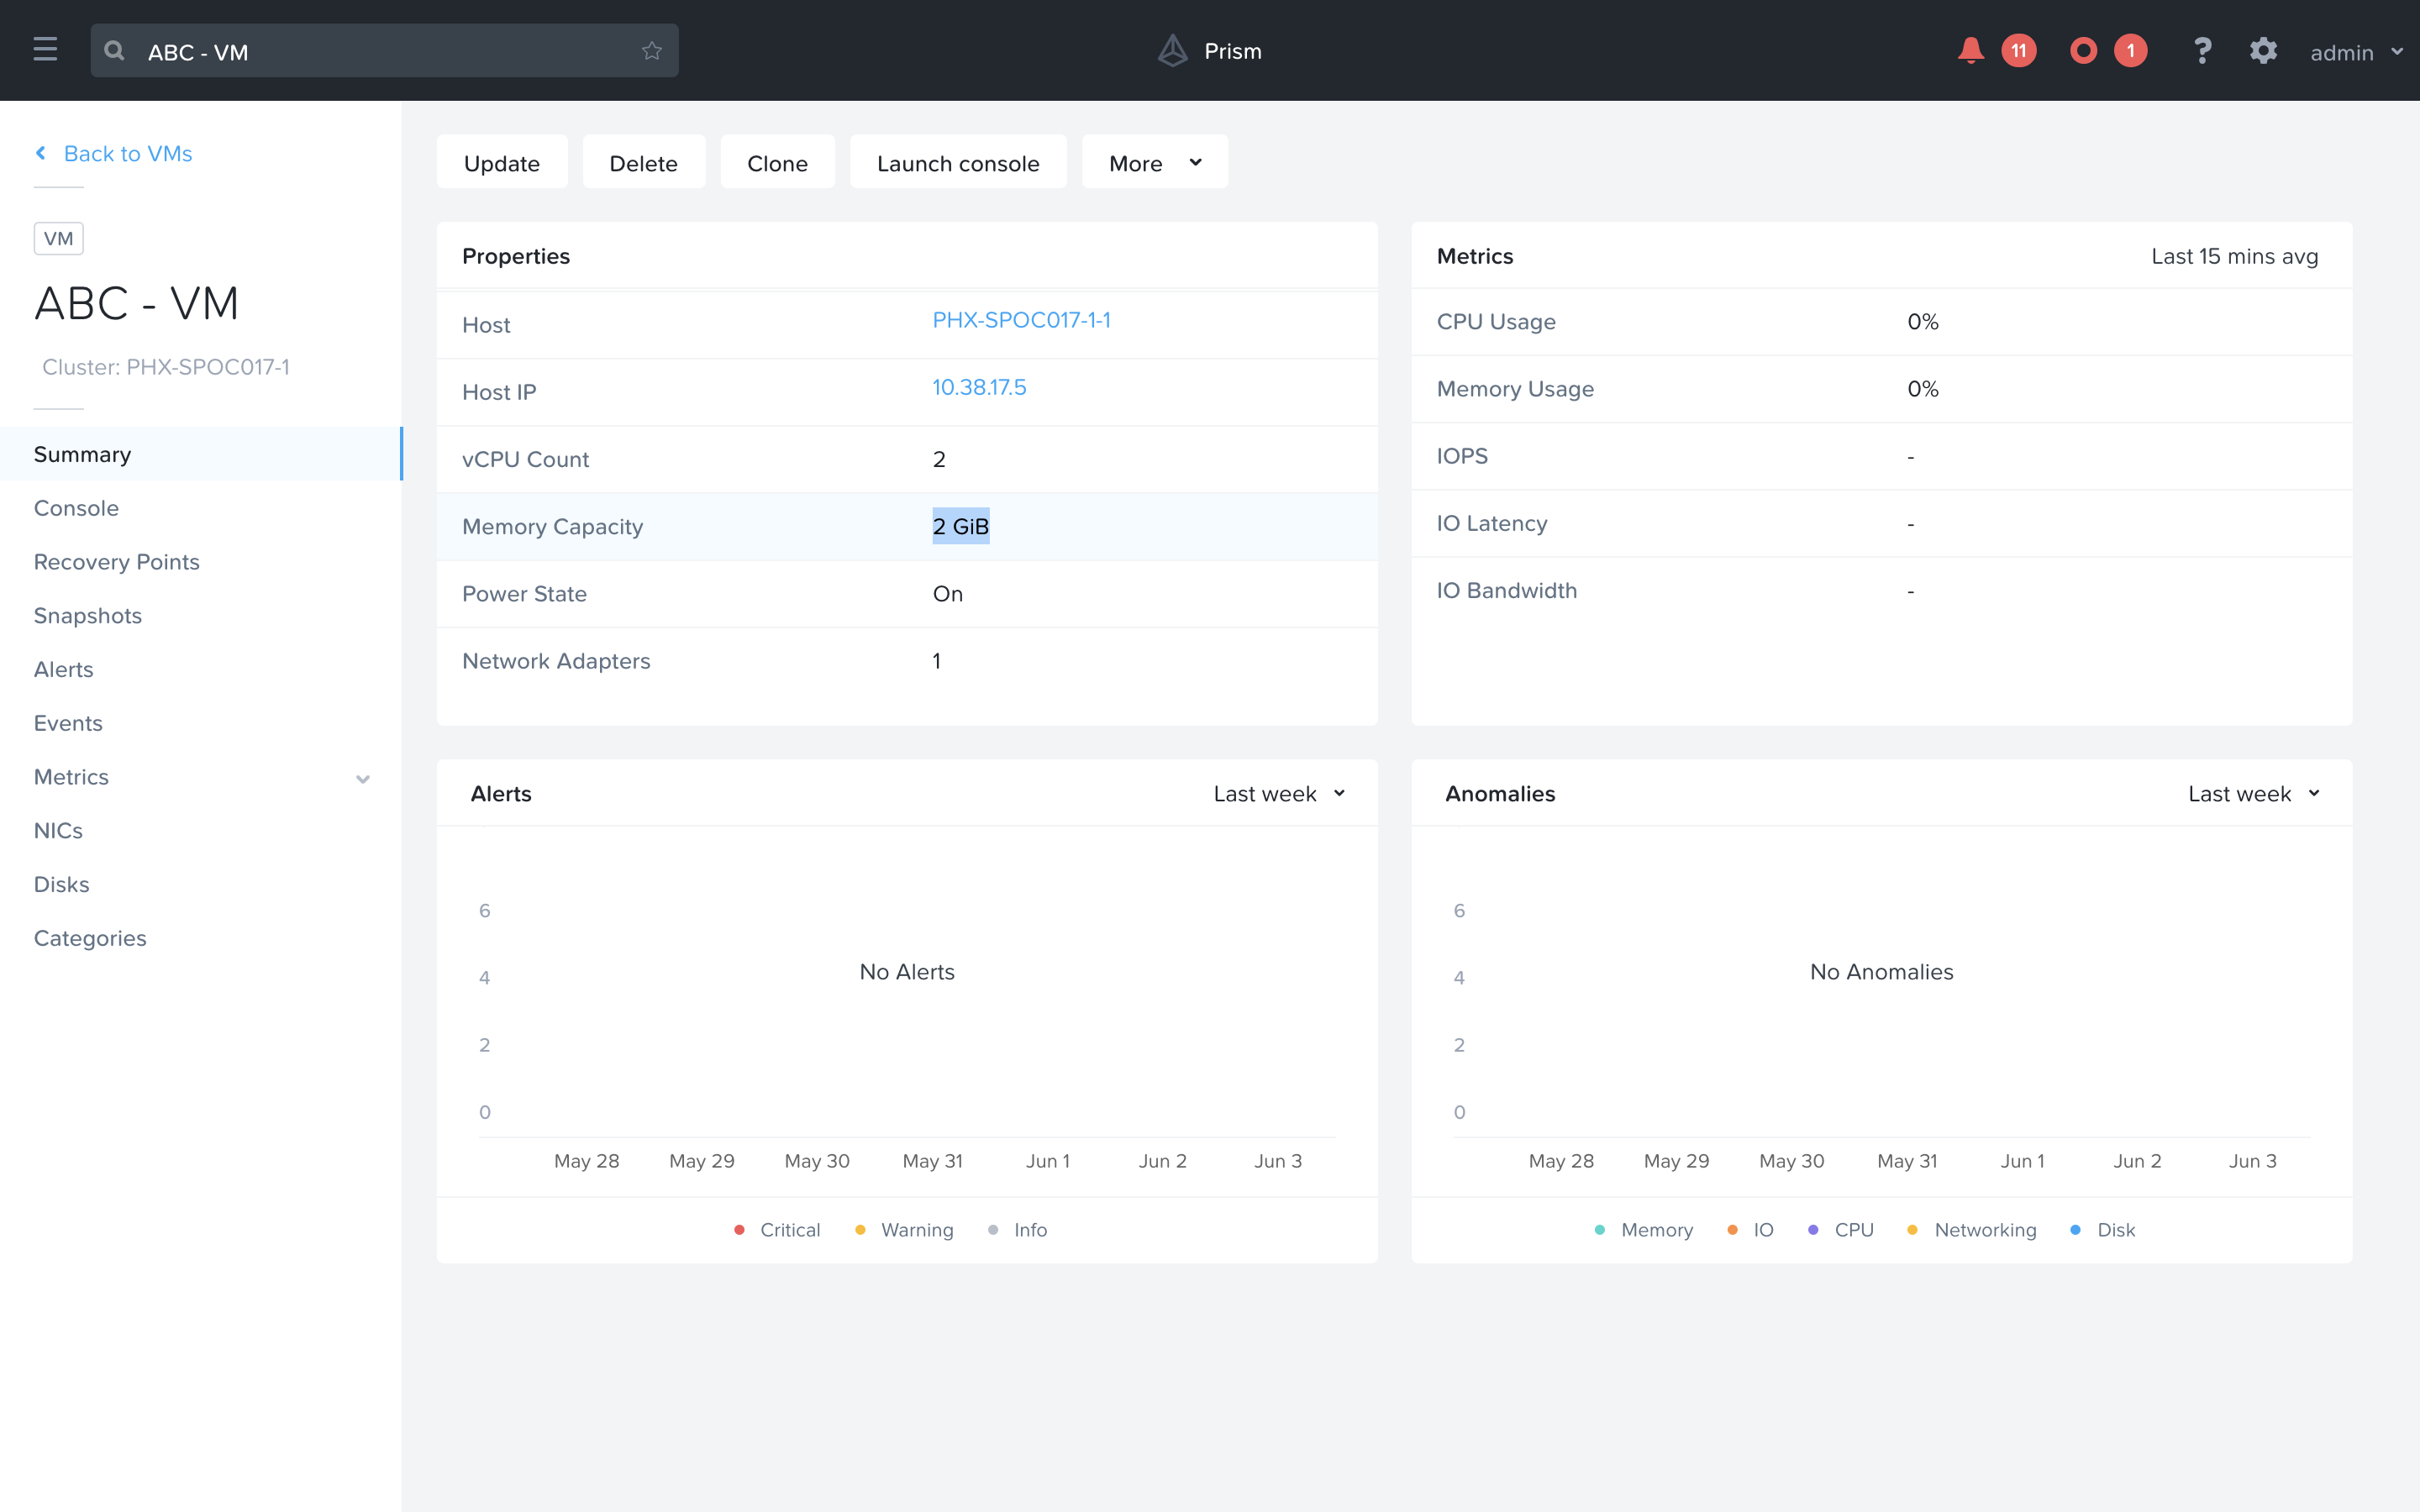 ABC - VM
Prism
11
1
?
admin
Back to VMs
VM
ABC - VM
Cluster: PHX-SPOC017-1
Summary
Console
Recovery Points
Snapshots
Alerts
Events
Metrics
NICs
Disks
Categories
Update Delete Clone Launch console More
Properties
Host PHX-SPOC017-1-1
Host IP 10.38.17.5
vCPU Count 2
Memory Capacity 2 GiB
Power State On
Network Adapters 1
Metrics Last 15 mins avg
CPU Usage 0%
Memory Usage 0%
IOPS -
IO Latency -
IO Bandwidth -
Alerts Last week
6
4
2
0
No Alerts
May 28 May 29 May 30 May 31 Jun 1 Jun 2 Jun 3
Critical Warning Info
Anomalies Last week
6
4
2
0
No Anomalies
May 28 May 29 May 30 May 31 Jun 1 Jun 2 Jun 3
Memory IO CPU Networking Disk